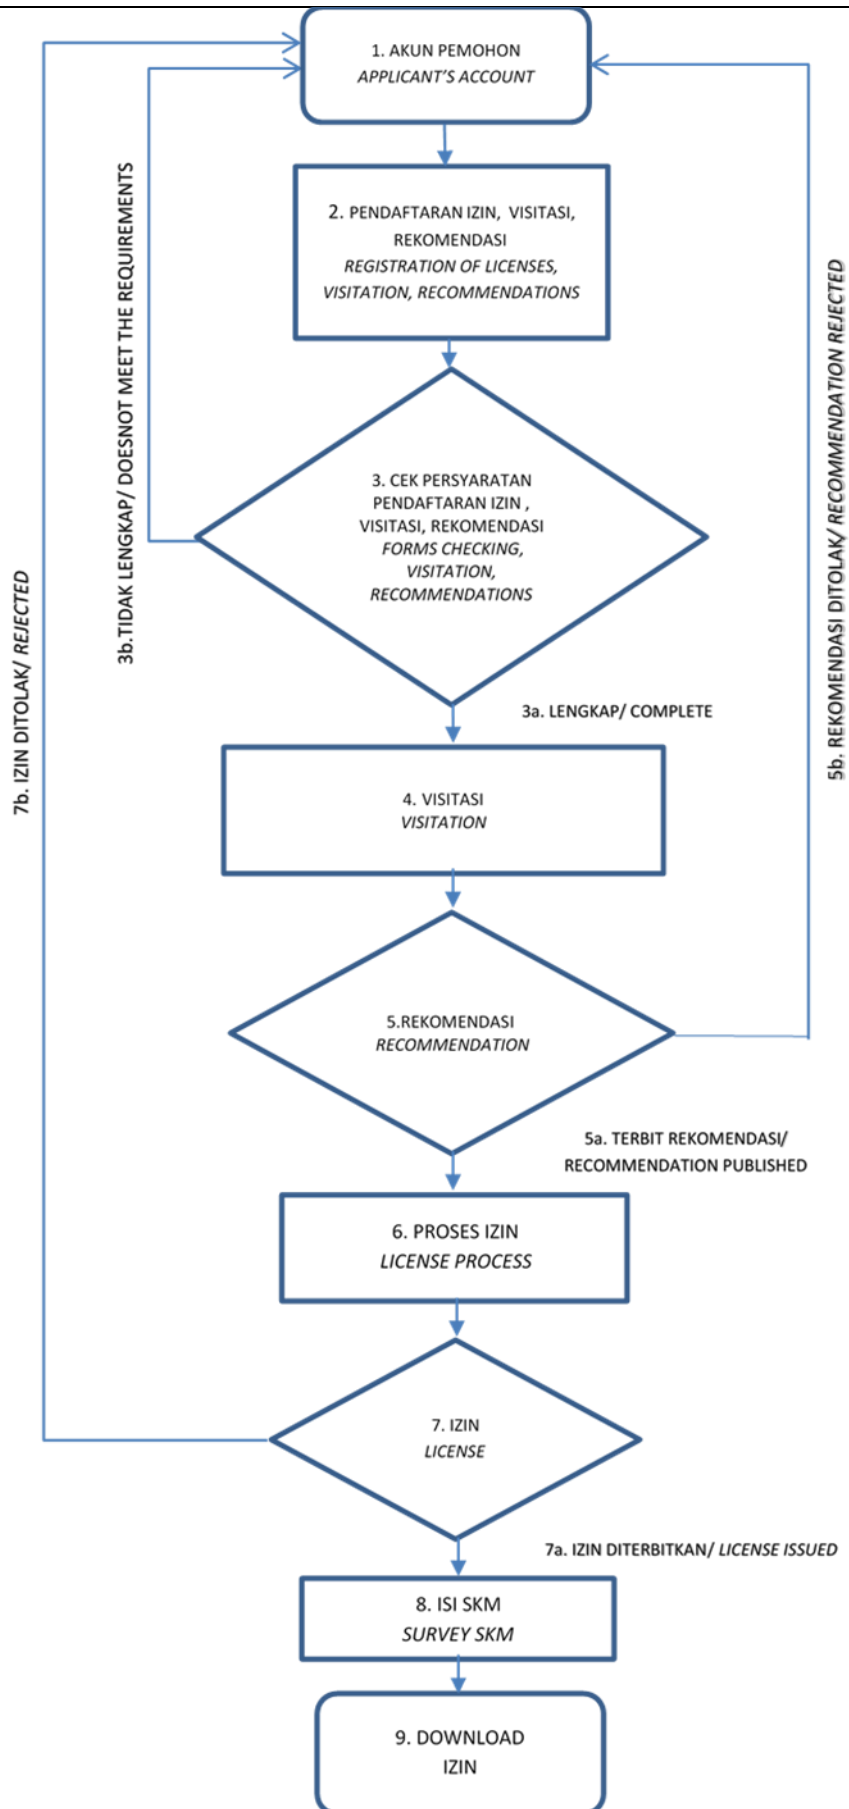 1. AKUN PEMOHON
APPLICANT'S ACCOUNT
2. PENDAFTARAN IZIN, VISITASI,
REKOMENDASI
REGISTRATION OF LICENSES,
VISITATION, RECOMMENDATIONS
3b.TIDAK LENGKAP/ DOESNOT MEET THE REQUIREMENTS
3. CEK PERSYARATAN
PENDAFTARAN IZIN ,
VISITASI, REKOMENDASI
FORMS CHECKING,
VISITATION,
RECOMMENDATIONS
5b. REKOMENDASI DITOLAK/ RECOMMENDATION REJECTED
7b. IZIN DITOLAK/ REJECTED
3a. LENGKAP/ COMPLETE
4. VISITASI
VISITATION
5.REKOMENDASI
RECOMMENDATION
5a. TERBIT REKOMENDASI/
RECOMMENDATION PUBLISHED
6. PROSES IZIN
LICENSE PROCESS
7. IZIN
LICENSE
7a. IZIN DITERBITKAN/ LICENSE ISSUED
8. ISI SKM
SURVEY SKM
9. DOWNLOAD
IZIN